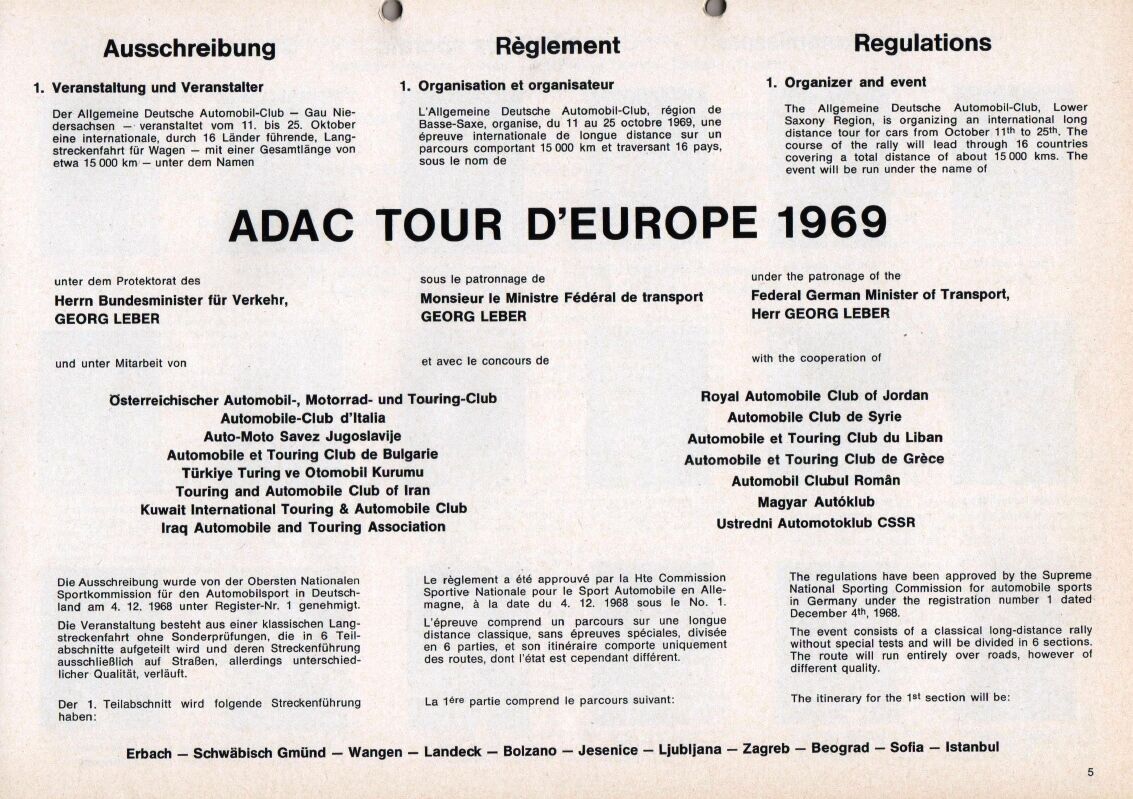 Ausschreibung
1. Veranstaltung und Veranstalter
Der Allgemeine Deutsche Automobil-Club — Gau Nie-
dersachsen — veranstaltet vom 11. bis 25. Oktober
eine internationale, durch 16 Länder führende, Lang-
streckenfahrt für Wagen — mit einer Gesamtlänge von
etwa 15 000 km — unter dem Namen
Règlement
1. Organisation et organisateur
L'Allgemeine Deutsche Automobil-Club, région de
Basse-Saxe, organise, du 11 au 25 octobre 1969, une
épreuve internationale de longue distance sur un
parcours comportant 15 000 km et traversant 16 pays,
sous le nom de
Regulations
1. Organizer and event
The Allgemeine Deutsche Automobil-Club, Lower
Saxony Region, is organizing an international long
distance tour for cars from October 11th to 25th. The
course of the rally will lead through 16 countries
covering a total distance of about 15 000 kms. The
event will be run under the name of
ADAC TOUR D'EUROPE 1969
unter dem Protektorat des
Herrn Bundesminister für Verkehr,
GEORG LEBER
und unter Mitarbeit von
sous le patronnage de
Monsieur le Ministre Fédéral de transport
GEORG LEBER
et avec le concours de
under the patronage of the
Federal German Minister of Transport,
Herr GEORG LEBER
with the cooperation of
Österreichischer Automobil-, Motorrad- und Touring-Club
Automobile-Club d'Italia
Auto-Moto Savez Jugoslavije
Automobile et Touring Club de Bulgarie
Türkiye Turing ve Otomobil Kurumu
Touring and Automobile Club of Iran
Kuwait International Touring & Automobile Club
Iraq Automobile and Touring Association
Royal Automobile Club of Jordan
Automobile Club de Syrie
Automobile et Touring Club du Liban
Automobile et Touring Club de Grèce
Automobil Clubul Român
Magyar Autóklub
Ustredni Automotoklub CSSR
Die Ausschreibung wurde von der Obersten Nationalen
Sportkommission für den Automobilsport in Deutsch-
land am 4. 12. 1968 unter Register-Nr. 1 genehmigt.
Die Veranstaltung besteht aus einer klassischen Lang-
streckenfahrt ohne Sonderprüfungen, die in 6 Teil-
abschnitte aufgeteilt wird und deren Streckenführung
ausschließlich auf Straßen, allerdings unterschied-
licher Qualität, verläuft.
Der 1. Teilabschnitt wird folgende Streckenführung
haben:
Le règlement a été approuvé par la Hte Commission
Sportive Nationale pour le Sport Automobile en Alle-
magne, à la date du 4. 12. 1968 sous le No. 1.
L'épreuve comprend un parcours sur une longue
distance classique, sans épreuves spéciales, divisée
en 6 parties, et son itinéraire comporte uniquement
des routes, dont l'état est cependant différent.
La 1ère partie comprend le parcours suivant:
The regulations have been approved by the Supreme
National Sporting Commission for automobile sports
in Germany under the registration number 1 dated
December 4th, 1968.
The event consists of a classical long-distance rally
without special tests and will be divided in 6 sections.
The route will run entirely over roads, however of
different quality.
The itinerary for the 1st section will be:
Erbach — Schwäbisch Gmünd — Wangen — Landeck — Bolzano — Jesenice — Ljubljana — Zagreb — Beograd — Sofia — Istanbul
5